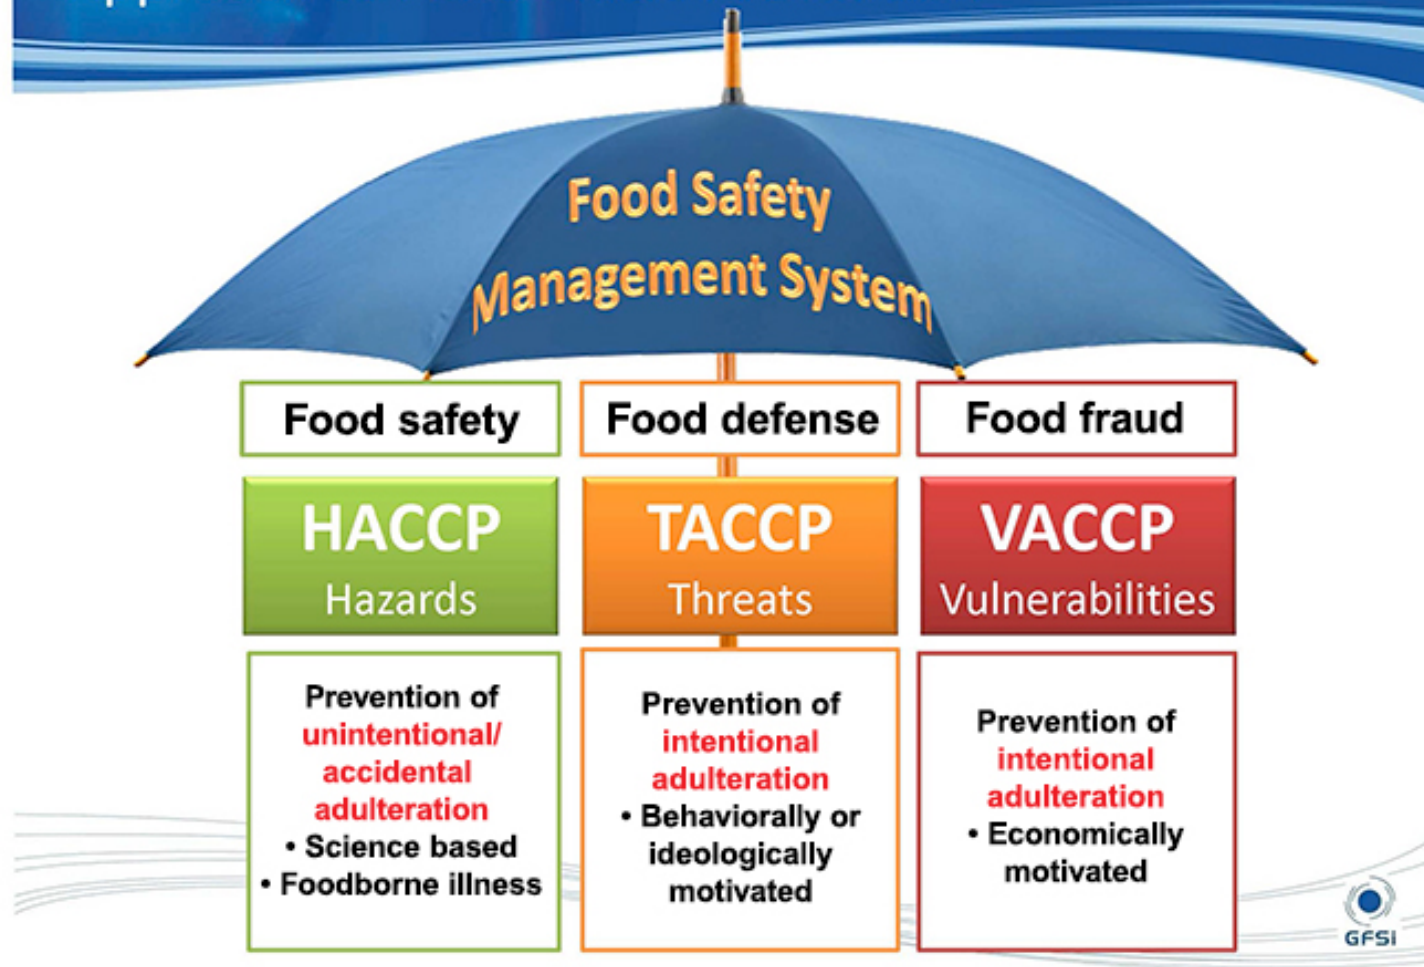 Food Safety
Management System
Food safety
Food defense
Food fraud
HACCP
Hazards
TACCP
Threats
VACCP
Vulnerabilities
Prevention of
unintentional/
accidental
adulteration
• Science based
• Foodborne illness
Prevention of
intentional
adulteration
• Behaviorally or
ideologically
motivated
Prevention of
intentional
adulteration
• Economically
motivated
GFSi